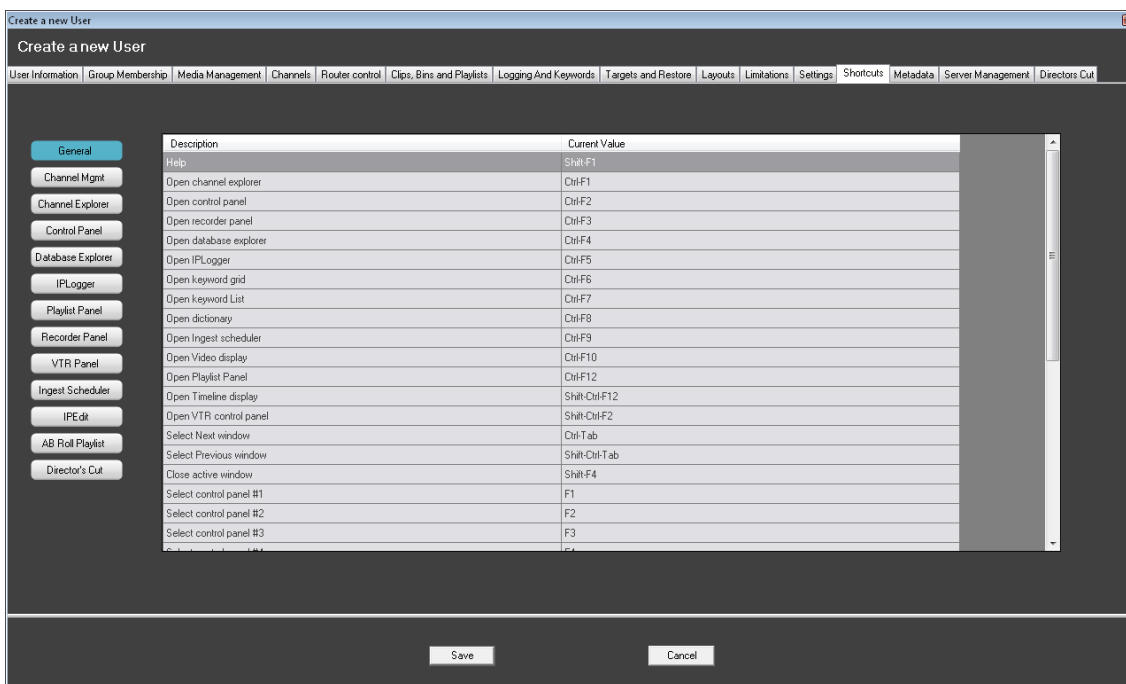 Create a new User
Create a new User
User Information Group Membership Media Management Channels Router control Clips, Bins and Playlists Logging And Keywords Targets and Restore Layouts Limitations Settings Shortcuts Metadata Server Management Directors Cut
General
Channel Mgmt
Channel Explorer
Control Panel
Database Explorer
IPLogger
Playlist Panel
Recorder Panel
VTR Panel
Ingest Scheduler
IPEdit
AB Roll Playlist
Director's Cut
Description Current Value
Help Shift-F1
Open channel explorer Ctrl-F1
Open control panel Ctrl-F2
Open recorder panel Ctrl-F3
Open database explorer Ctrl-F4
Open IPLogger Ctrl-F5
Open keyword grid Ctrl-F6
Open keyword List Ctrl-F7
Open dictionary Ctrl-F8
Open Ingest scheduler Ctrl-F9
Open Video display Ctrl-F10
Open Playlist Panel Ctrl-F12
Open Timeline display Shift-Ctrl-F12
Open VTR control panel Shift-Ctrl-F2
Select Next window Ctrl-Tab
Select Previous window Shift-Ctrl-Tab
Close active window Shift-F4
Select control panel #1 F1
Select control panel #2 F2
Select control panel #3 F3
Save Cancel